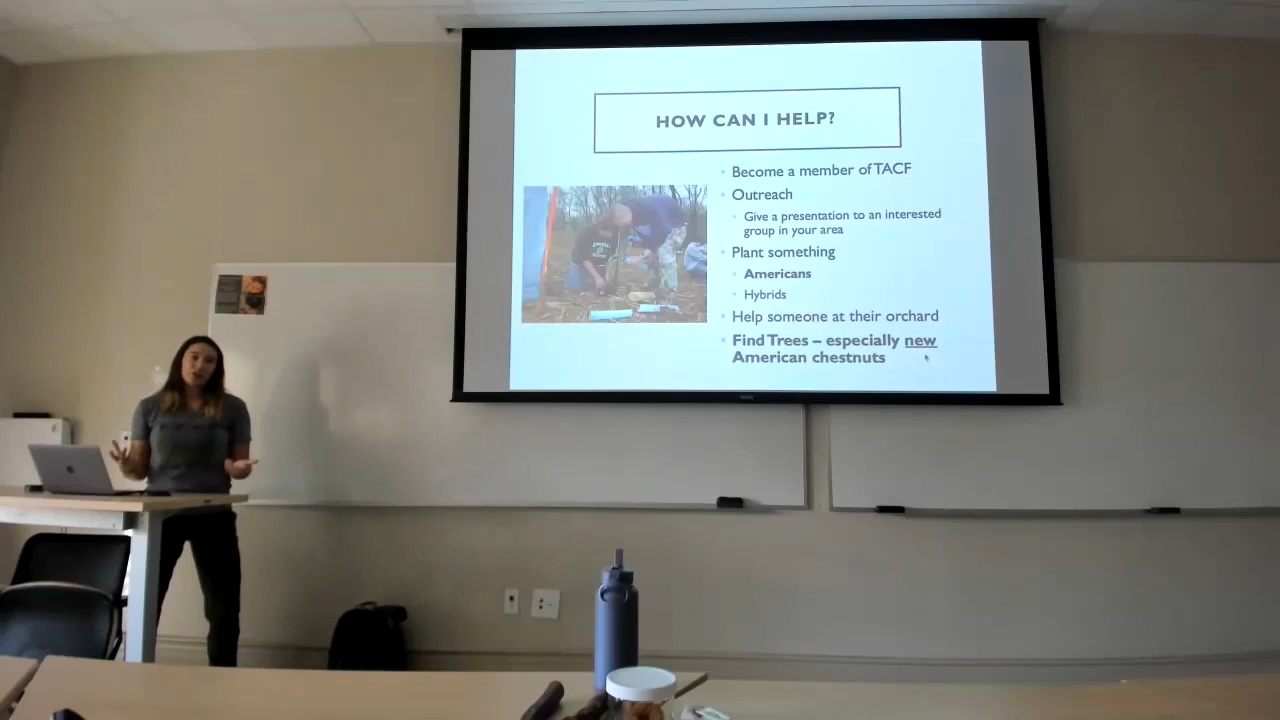 HOW CAN I HELP?
Become a member of TACF
Outreach
Give a presentation to an interested
group in your area
Plant something
Americans
Hybrids
Help someone at their orchard
Find Trees – especially new
American chestnuts